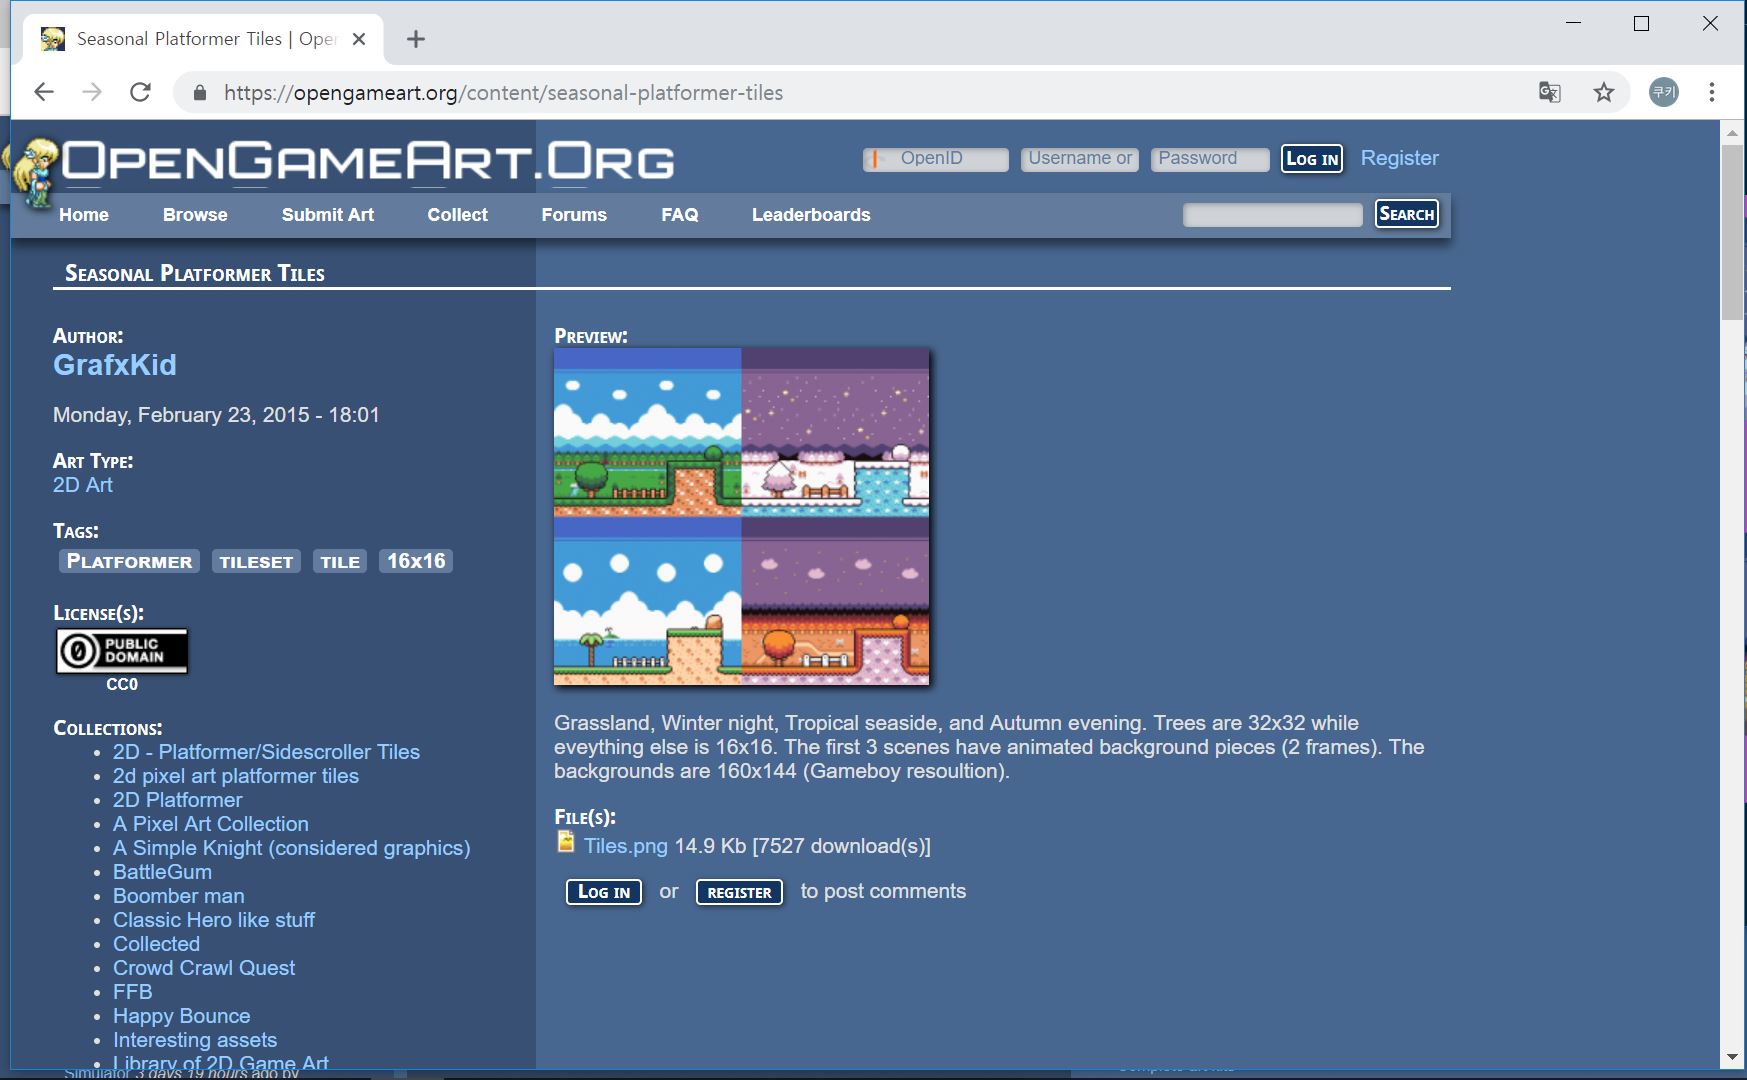 Seasonal Platformer Tiles | Oper
https://opengameart.org/content/seasonal-platformer-tiles
쿠키
OpenGameArt.Org
OpenID Username or Password Log in Register
Home Browse Submit Art Collect Forums FAQ Leaderboards Search
Seasonal Platformer Tiles
Author:
GrafxKid
Monday, February 23, 2015 - 18:01
Art Type:
2D Art
Tags:
Platformer tileset tile 16x16
License(s):
PUBLIC
DOMAIN
CC0
Collections:
2D - Platformer/Sidescroller Tiles
2d pixel art platformer tiles
2D Platformer
A Pixel Art Collection
A Simple Knight (considered graphics)
BattleGum
Boomber man
Classic Hero like stuff
Collected
Crowd Crawl Quest
FFB
Happy Bounce
Interesting assets
Library of 2D Game Art
Preview:
Grassland, Winter night, Tropical seaside, and Autumn evening. Trees are 32x32 while
eveything else is 16x16. The first 3 scenes have animated background pieces (2 frames). The
backgrounds are 160x144 (Gameboy resoultion).
File(s):
Tiles.png 14.9 Kb [7527 download(s)]
Log in or register to post comments
Simulator 3 days 19 hours ago by